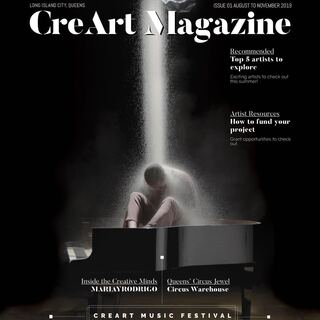 LONG ISLAND CITY, QUEENS
ISSUE 01 AUGUST TO NOVEMBER 2019
CreArt Magazine
Recommended
Top 5 artists to
explore
Exciting artists to check out
this summer!
Artist Resources
How to fund your
project
Grant opportunities to check
out
Inside the Creative Minds
MARIAYRODRIGO
Queens' Circus Jewel
Circus Warehouse
CREART MUSIC FESTIVAL